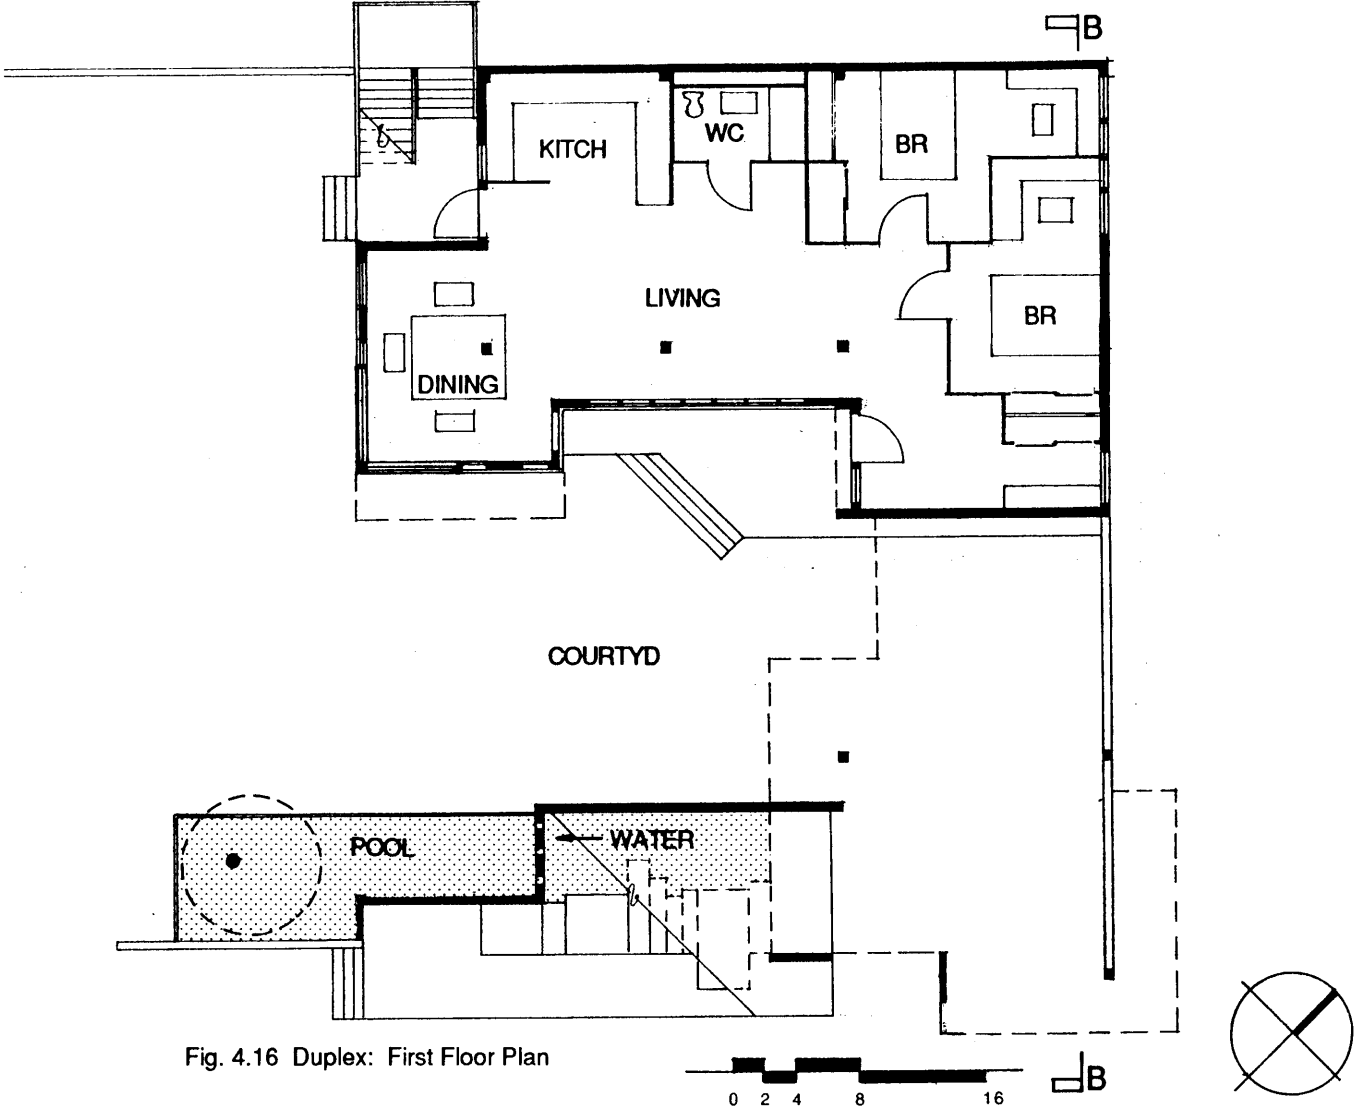 B
KITCH
WC
BR
LIVING
BR
DINING
COURTYD
POOL
WATER
Fig. 4.16 Duplex: First Floor Plan
B
0 2 4 8 16